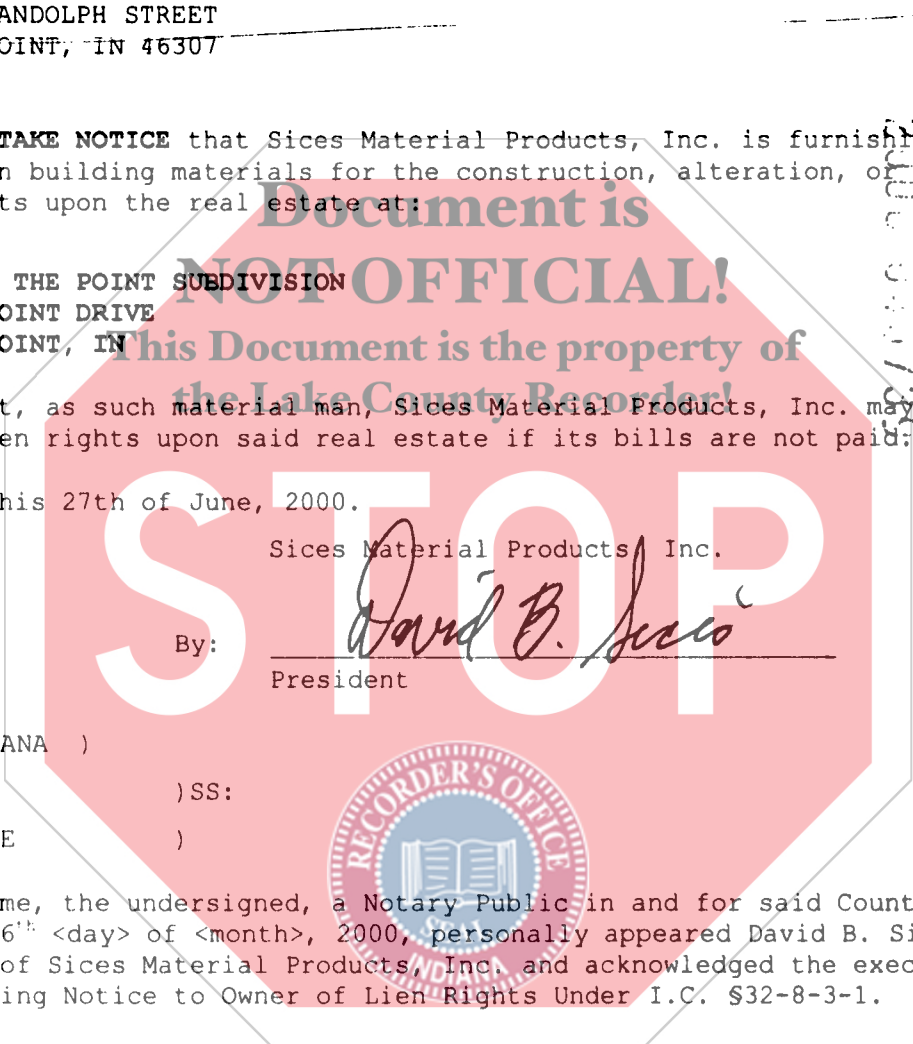 ANDOLPH STREET
OINT, IN 46307
TAKE NOTICE that Sices Material Products, Inc. is furnishi
n building materials for the construction, alteration, or
ts upon the real estate at:
Document is
NOT OFFICIAL!
THE POINT SUBDIVISION
OINT DRIVE
OINT, IN
This Document is the property of
the Lake County Recorder!
t, as such material man, Sices Material Products, Inc. may
en rights upon said real estate if its bills are not paid.
STOP
his 27th of June, 2000.
Sices Material Products, Inc.
By: David B. Sices
President
ANA )
)SS:
E )
RECORDER'S OFFICE
SEAL
INDIANA
me, the undersigned, a Notary Public in and for said Count
6th <day> of <month>, 2000, personally appeared David B. Si
of Sices Material Products, Inc. and acknowledged the exec
ing Notice to Owner of Lien Rights Under I.C. §32-8-3-1.